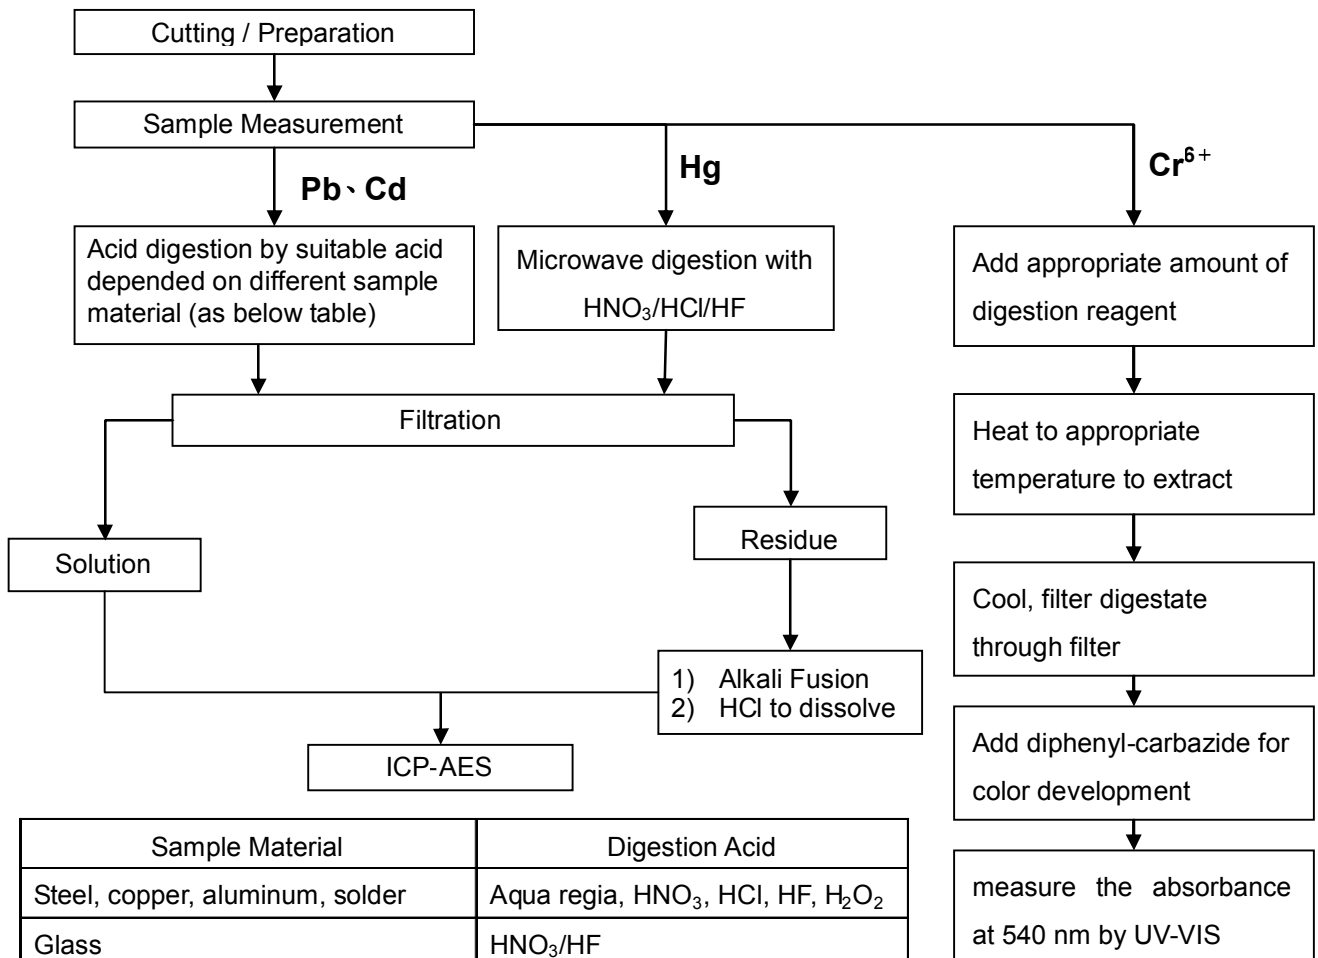 Cutting / Preparation
Sample Measurement
Pb、Cd
Hg
Cr⁶⁺
Acid digestion by suitable acid
depended on different sample
material (as below table)
Microwave digestion with
HNO₃/HCl/HF
Add appropriate amount of
digestion reagent
Filtration
Heat to appropriate
temperature to extract
Solution
Residue
Cool, filter digestate
through filter
1) Alkali Fusion
2) HCl to dissolve
ICP-AES
Add diphenyl-carbazide for
color development
Sample Material
Digestion Acid
Steel, copper, aluminum, solder
Aqua regia, HNO₃, HCl, HF, H₂O₂
Glass
HNO₃/HF
measure the absorbance
at 540 nm by UV-VIS